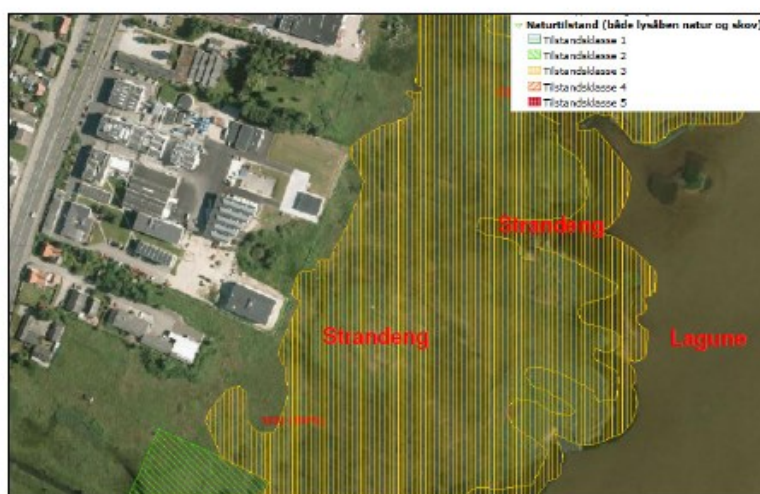 Naturtilstand (både lysåben natur og skov)
Tilstandsklasse 1
Tilstandsklasse 2
Tilstandsklasse 3
Tilstandsklasse 4
Tilstandsklasse 5
Strandeng
Strandeng
Lagune